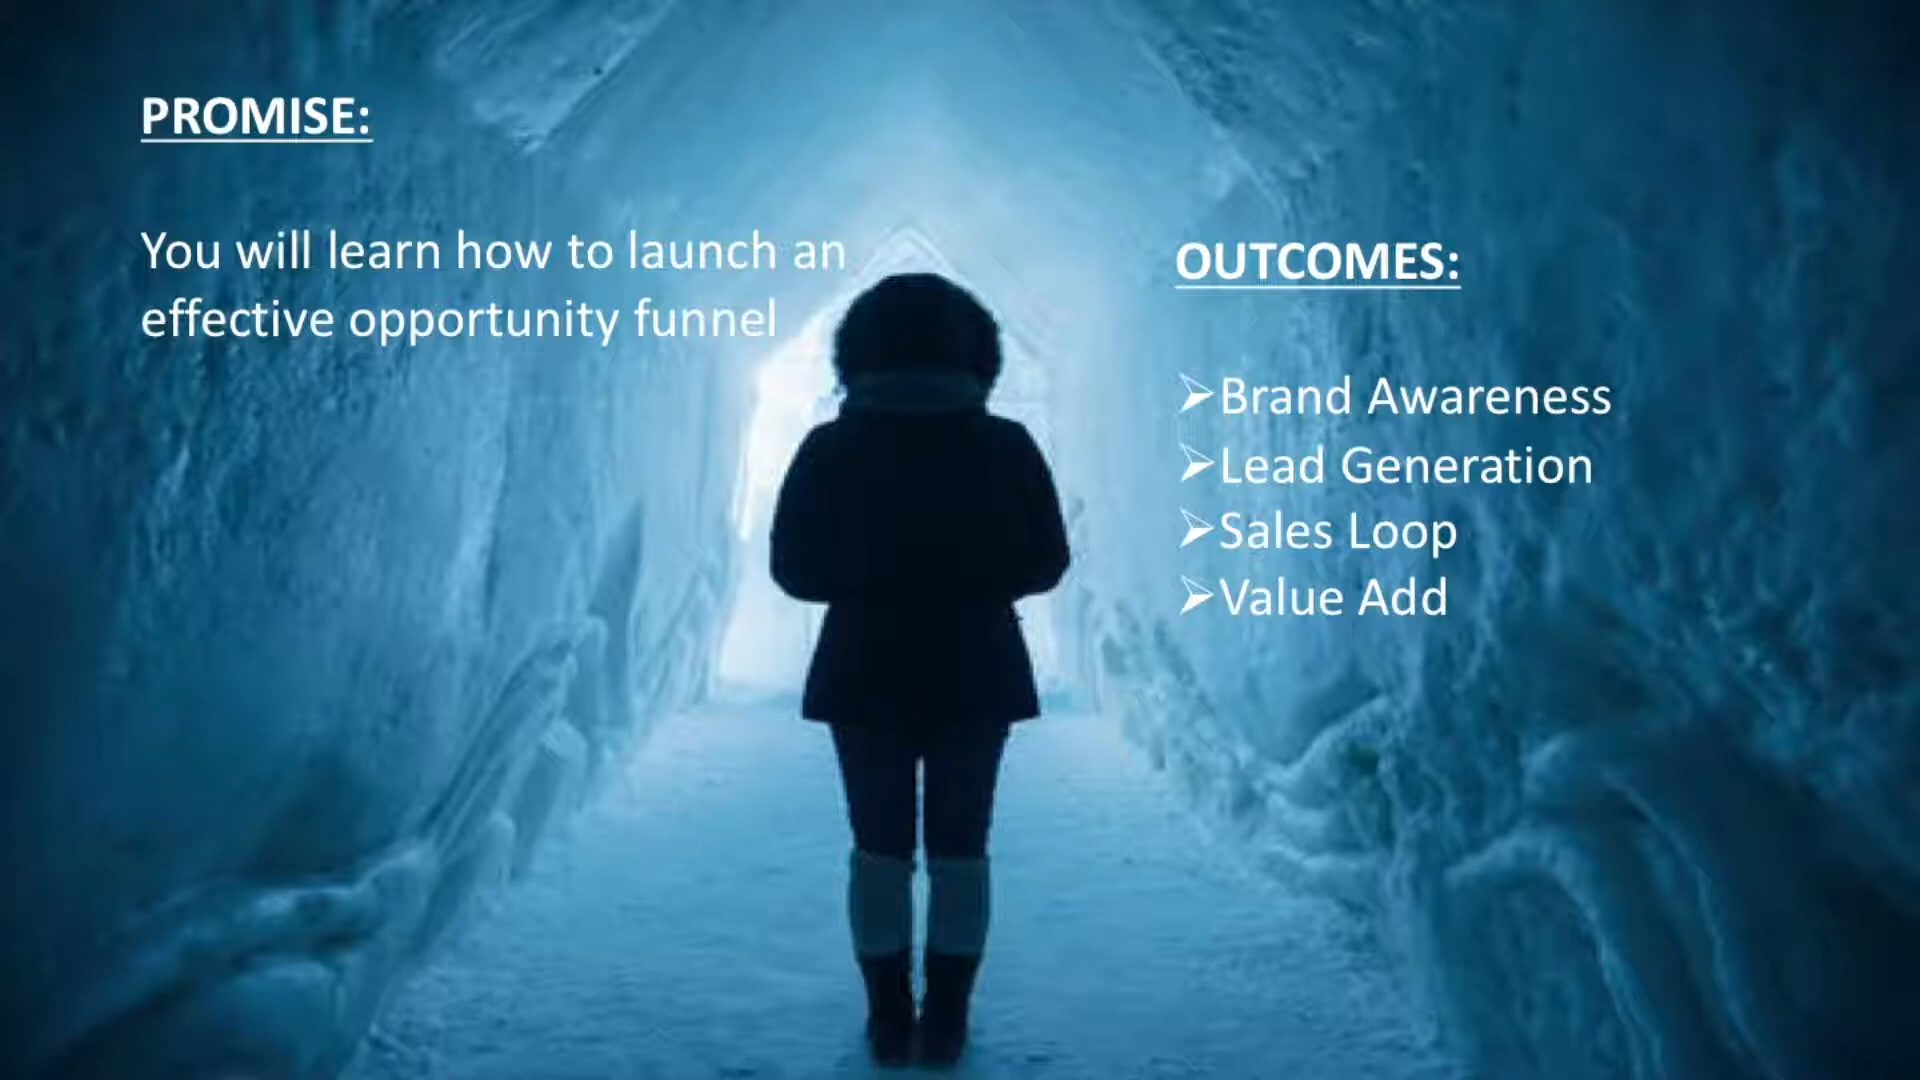 PROMISE:
You will learn how to launch an
effective opportunity funnel
OUTCOMES:
➢Brand Awareness
➢Lead Generation
➢Sales Loop
➢Value Add